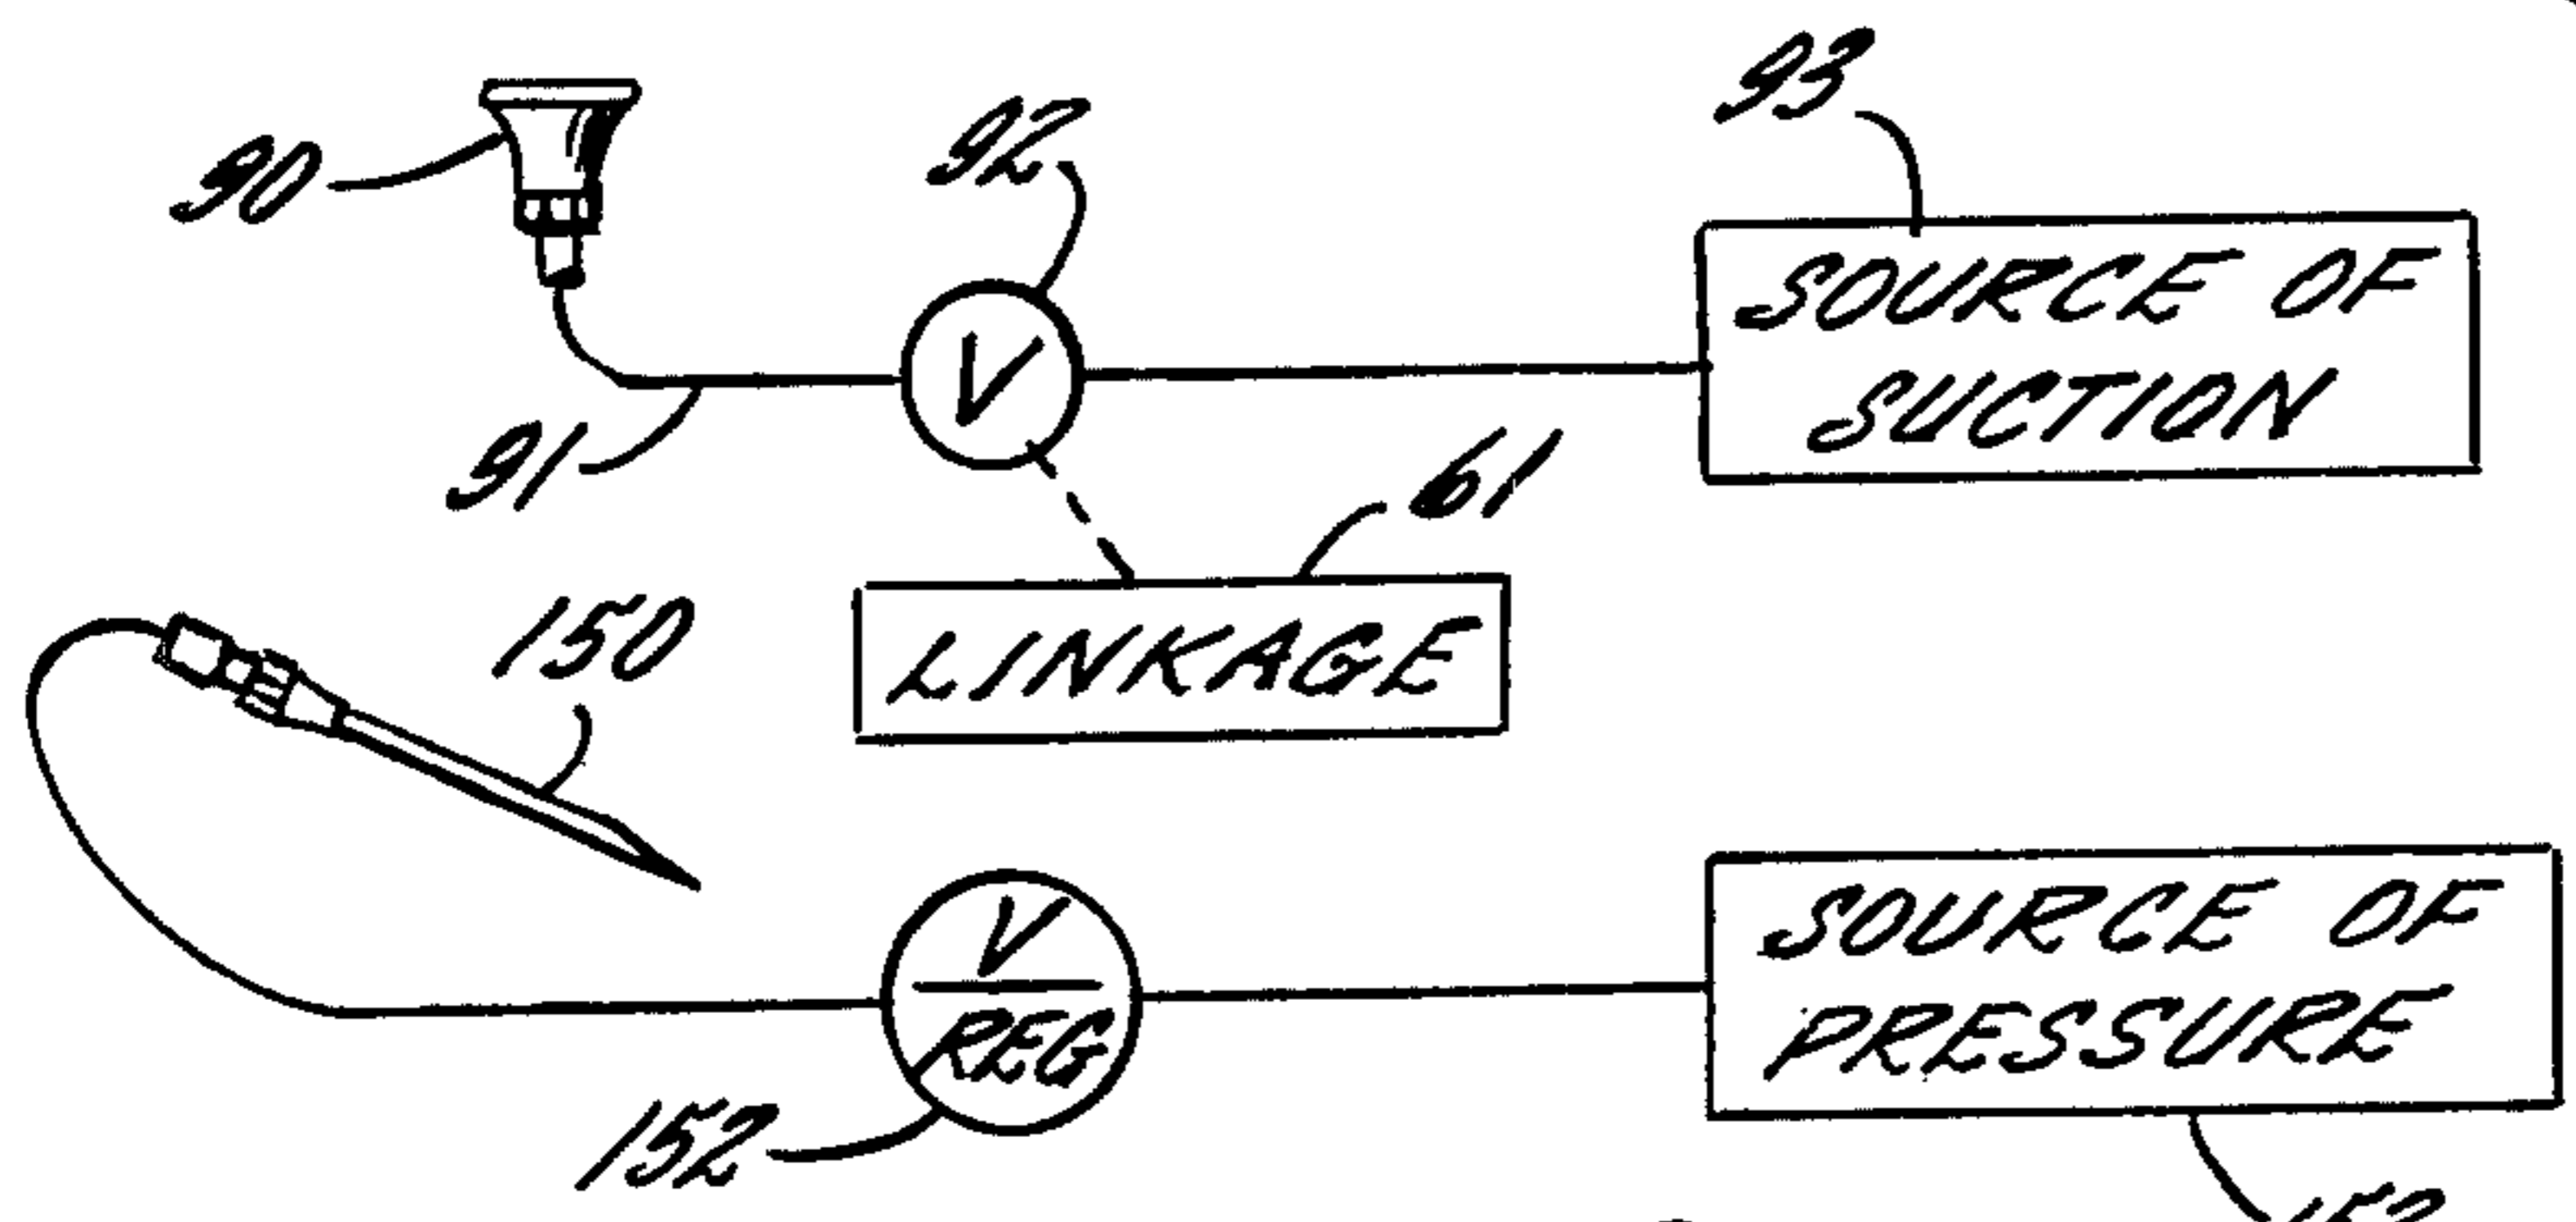 93
92
90
SOURCE OF
SUCTION
V
91
61
LINKAGE
150
V
REG
SOURCE OF
PRESSURE
152